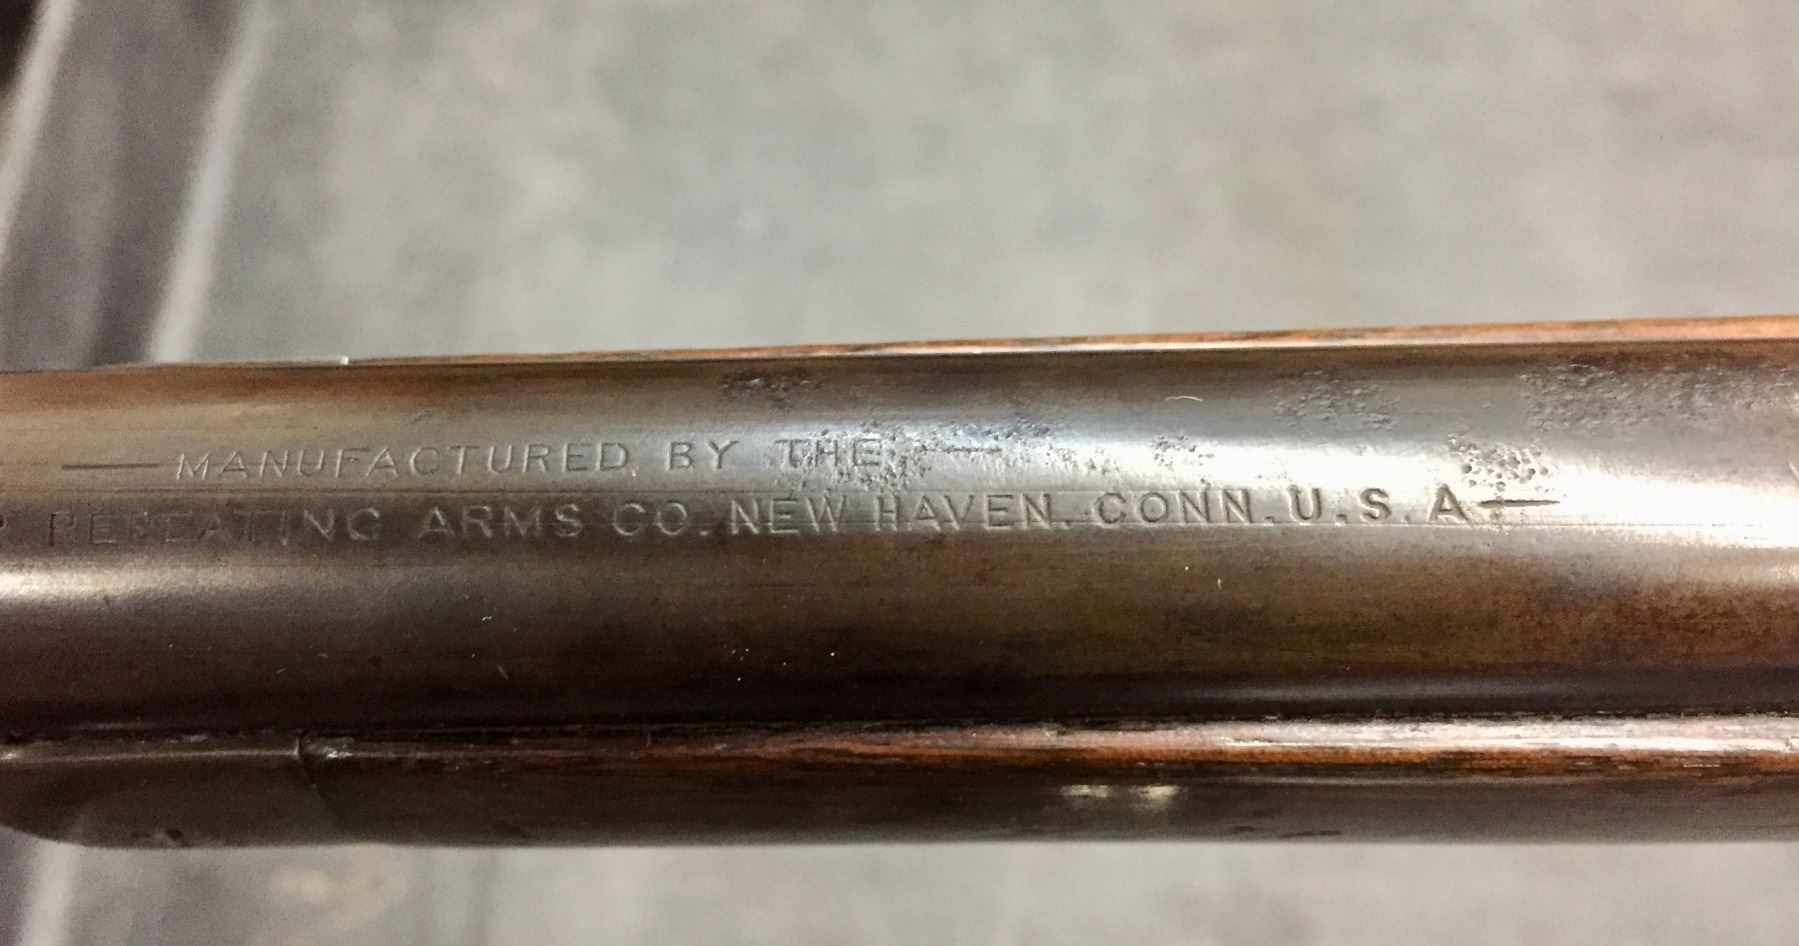 —MANUFACTURED BY THE—
R REPEATING ARMS CO. NEW HAVEN. CONN. U.S.A—